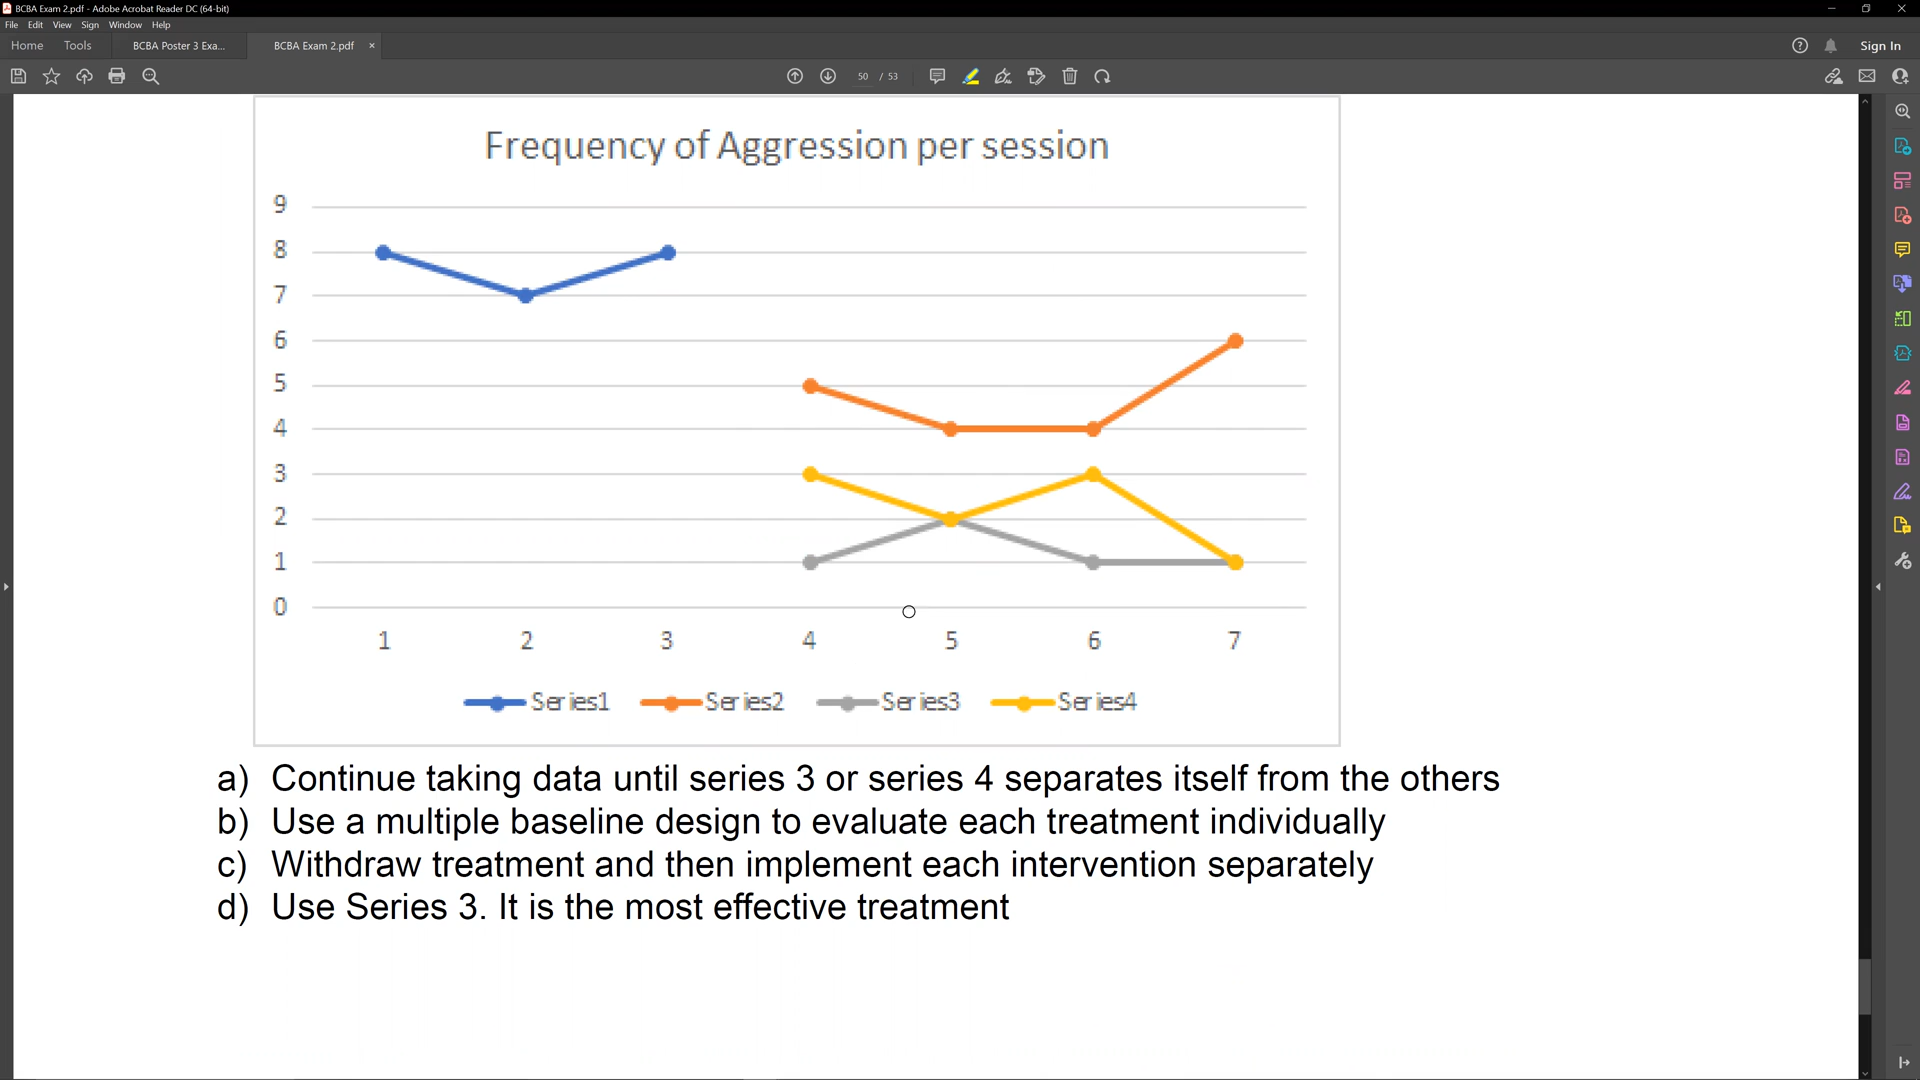 BCBA Exam 2.pdf - Adobe Acrobat Reader DC (64-bit)
File Edit View Sign Window Help
Home Tools BCBA Poster 3 Exa... BCBA Exam 2.pdf × Sign In
50 / 53
Frequency of Aggression per session
9
8
7
6
5
4
3
2
1
0
1 2 3 4 5 6 7
Series1 Series2 Series3 Series4
a) Continue taking data until series 3 or series 4 separates itself from the others
b) Use a multiple baseline design to evaluate each treatment individually
c) Withdraw treatment and then implement each intervention separately
d) Use Series 3. It is the most effective treatment